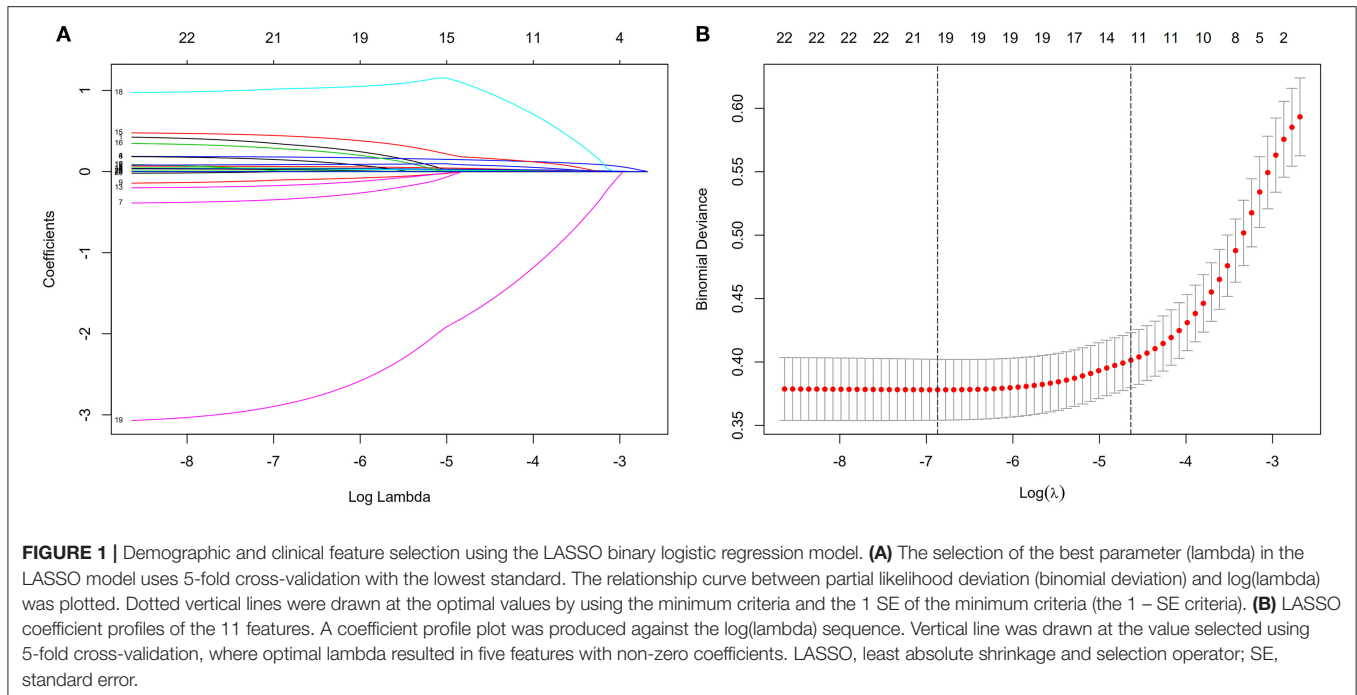 A
22 21 19 15 11 4
1
0
-1
-2
-3
Coefficients
18
15
1
16
9
13
7
19
-8 -7 -6 -5 -4 -3
Log Lambda
B
22 22 22 22 21 19 19 19 19 17 14 11 11 10 8 5 2
0.60
0.55
0.50
0.45
0.40
0.35
Binomial Deviance
-8 -7 -6 -5 -4 -3
Log(λ)
FIGURE 1 | Demographic and clinical feature selection using the LASSO binary logistic regression model. (A) The selection of the best parameter (lambda) in the
LASSO model uses 5-fold cross-validation with the lowest standard. The relationship curve between partial likelihood deviation (binomial deviation) and log(lambda)
was plotted. Dotted vertical lines were drawn at the optimal values by using the minimum criteria and the 1 SE of the minimum criteria (the 1 – SE criteria). (B) LASSO
coefficient profiles of the 11 features. A coefficient profile plot was produced against the log(lambda) sequence. Vertical line was drawn at the value selected using
5-fold cross-validation, where optimal lambda resulted in five features with non-zero coefficients. LASSO, least absolute shrinkage and selection operator; SE,
standard error.